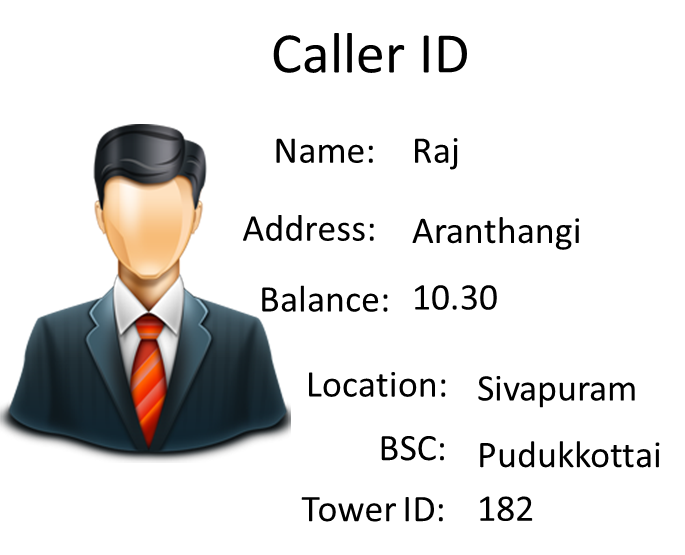 Caller ID
Name: Raj
Address: Aranthangi
Balance: 10.30
Location: Sivapuram
BSC: Pudukkottai
Tower ID: 182